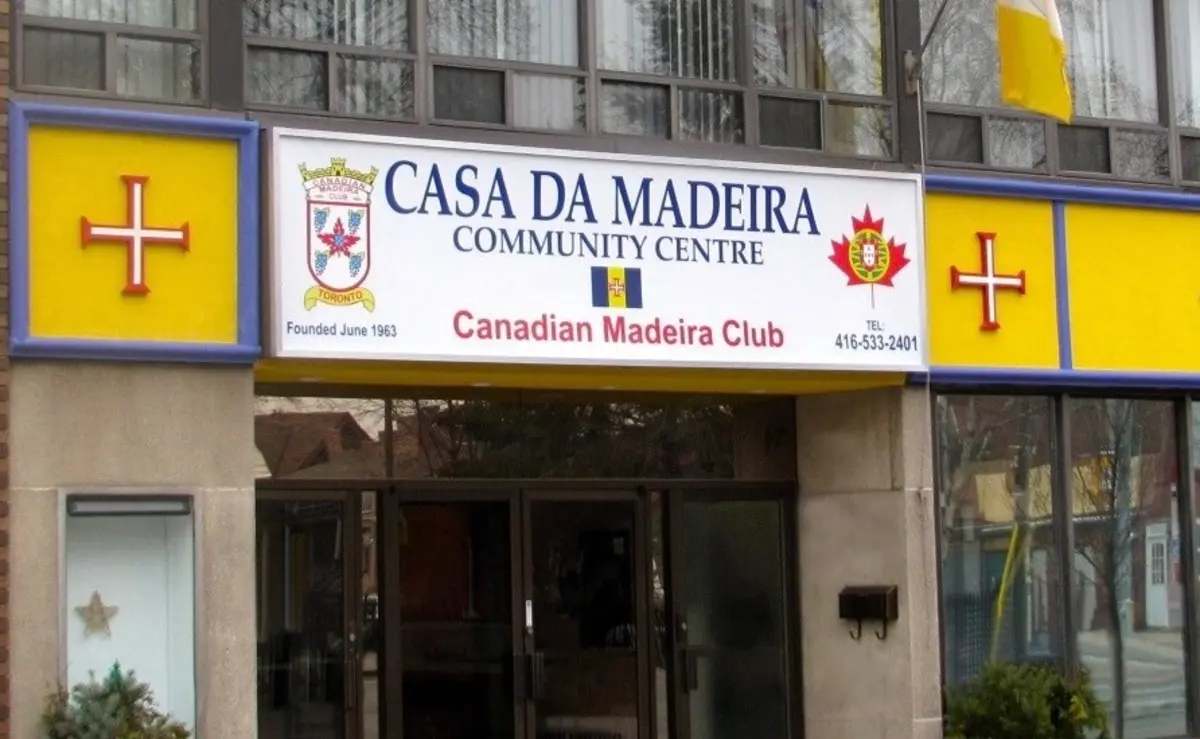 CANADIAN
MADEIRA
CLUB
TORONTO
Founded June 1963
CASA DA MADEIRA
COMMUNITY CENTRE
Canadian Madeira Club
TEL:
416-533-2401